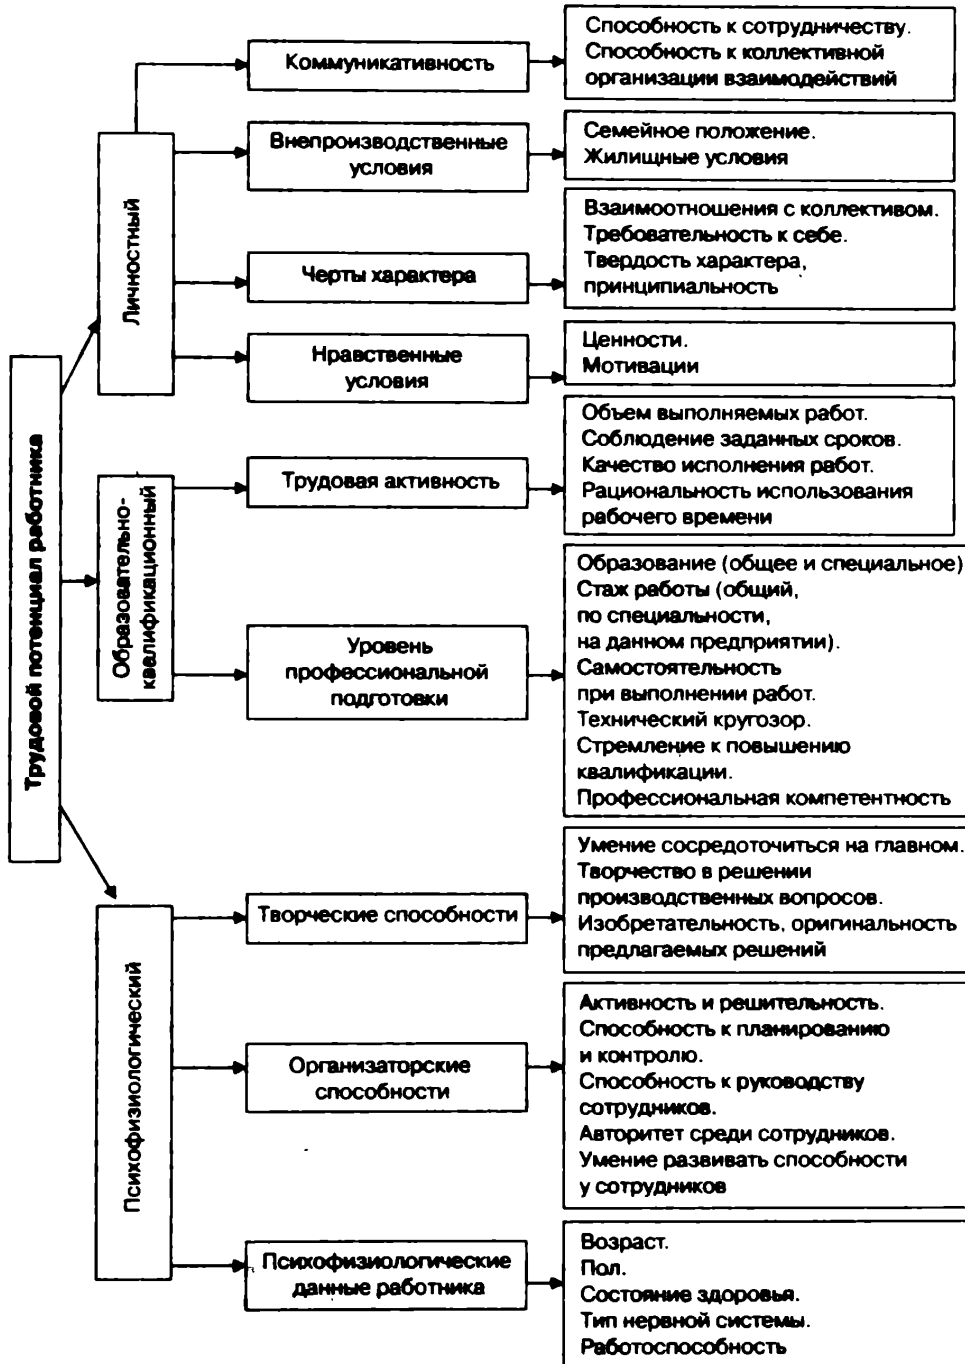 Трудовой потенциал работника
Личностный
Коммуникативность
Способность к сотрудничеству.
Способность к коллективной
организации взаимодействий
Внепроизводственные
условия
Семейное положение.
Жилищные условия
Черты характера
Взаимоотношения с коллективом.
Требовательность к себе.
Твердость характера,
принципиальность
Нравственные
условия
Ценности.
Мотивации
Образовательно-
квалификационный
Трудовая активность
Объем выполняемых работ.
Соблюдение заданных сроков.
Качество исполнения работ.
Рациональность использования
рабочего времени
Уровень
профессиональной
подготовки
Образование (общее и специальное)
Стаж работы (общий,
по специальности,
на данном предприятии).
Самостоятельность
при выполнении работ.
Технический кругозор.
Стремление к повышению
квалификации.
Профессиональная компетентность
Психофизиологический
Творческие способности
Умение сосредоточиться на главном.
Творчество в решении
производственных вопросов.
Изобретательность, оригинальность
предлагаемых решений
Организаторские
способности
Активность и решительность.
Способность к планированию
и контролю.
Способность к руководству
сотрудников.
Авторитет среди сотрудников.
Умение развивать способности
у сотрудников
Психофизиологические
данные работника
Возраст.
Пол.
Состояние здоровья.
Тип нервной системы.
Работоспособность